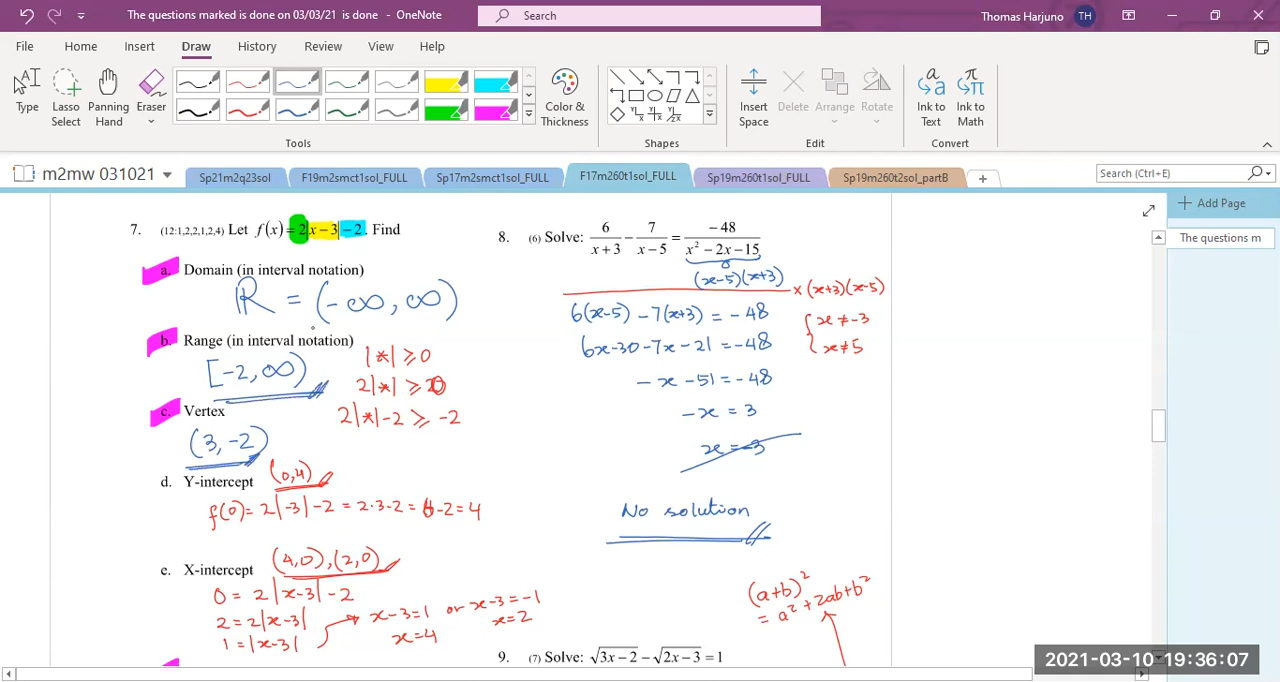 The questions marked is done on 03/03/21 is done - OneNote
Search
Thomas Harjuno TH
File Home Insert Draw History Review View Help
Type Lasso Select Panning Hand Eraser Color & Thickness Insert Space Delete Arrange Rotate Ink to Text Ink to Math
Tools Shapes Edit Convert
m2mw 031021
Sp21m2q23sol F19m2smct1sol_FULL Sp17m2smct1sol_FULL F17m260t1sol_FULL Sp19m260t1sol_FULL Sp19m260t2sol_partB
Search (Ctrl+E)
Add Page
The questions m
7. (12:1,2,2,1,2,4) Let f(x) = 2|x − 3| − 2. Find
a. Domain (in interval notation)
ℝ = (-∞, ∞)
b. Range (in interval notation)
[-2, ∞)
|*| ≥ 0
2|*| ≥ 0
2|*| - 2 ≥ -2
c. Vertex
(3, -2)
d. Y-intercept (0,4)
f(0) = 2|-3| - 2 = 2·3 - 2 = 6 - 2 = 4
e. X-intercept (4,0), (2,0)
0 = 2|x-3| - 2
2 = 2|x-3|
1 = |x-3|
x-3 = 1 or x-3 = -1
x = 4 x = 2
8. (6) Solve: 6/(x+3) − 7/(x−5) = −48/(x² − 2x − 15)
(x-5)(x+3)
× (x+3)(x-5)
6(x-5) - 7(x+3) = -48
x ≠ -3
6x-30-7x-21 = -48
x ≠ 5
-x - 51 = -48
-x = 3
x = -3
No solution
(a+b)²
= a² + 2ab + b²
9. (7) Solve: √(3x − 2) − √(2x − 3) = 1
2021-03-10 19:36:07